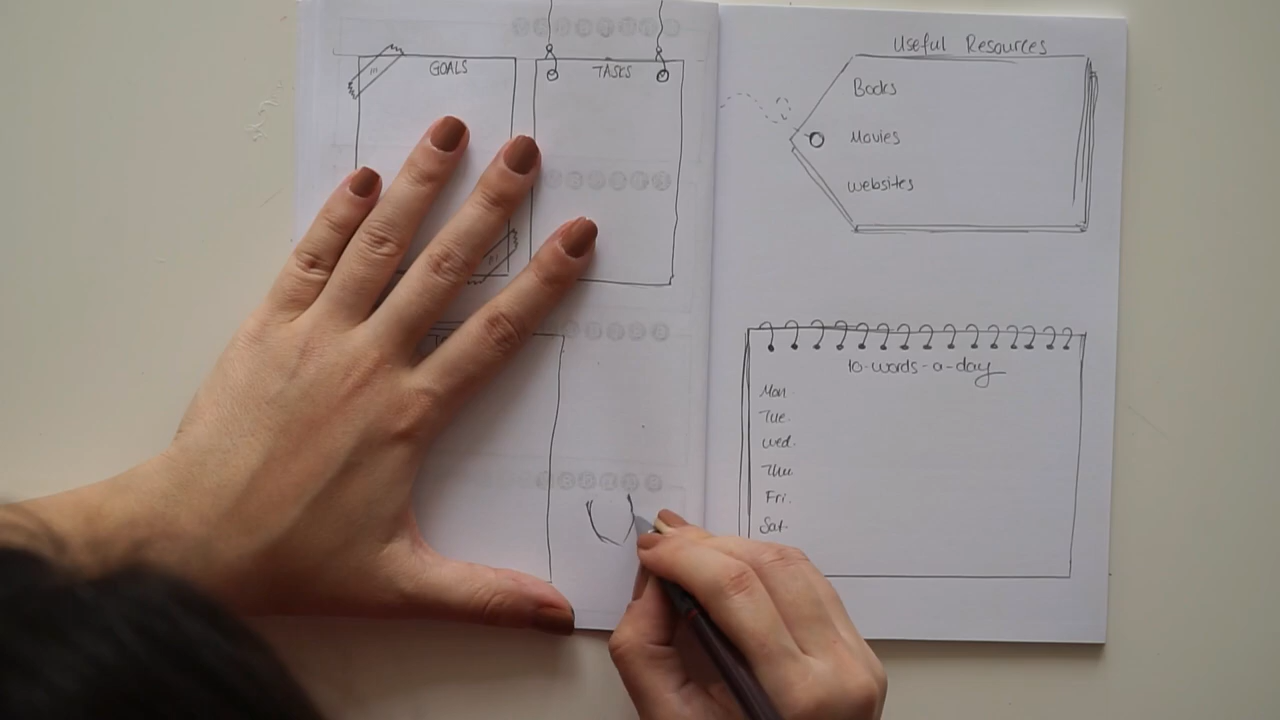 GOALS
TASKS
Useful Resources
Books
Movies
websites
10-words-a-day
Mon.
Tue.
Wed.
Thu
Fri.
Sat.